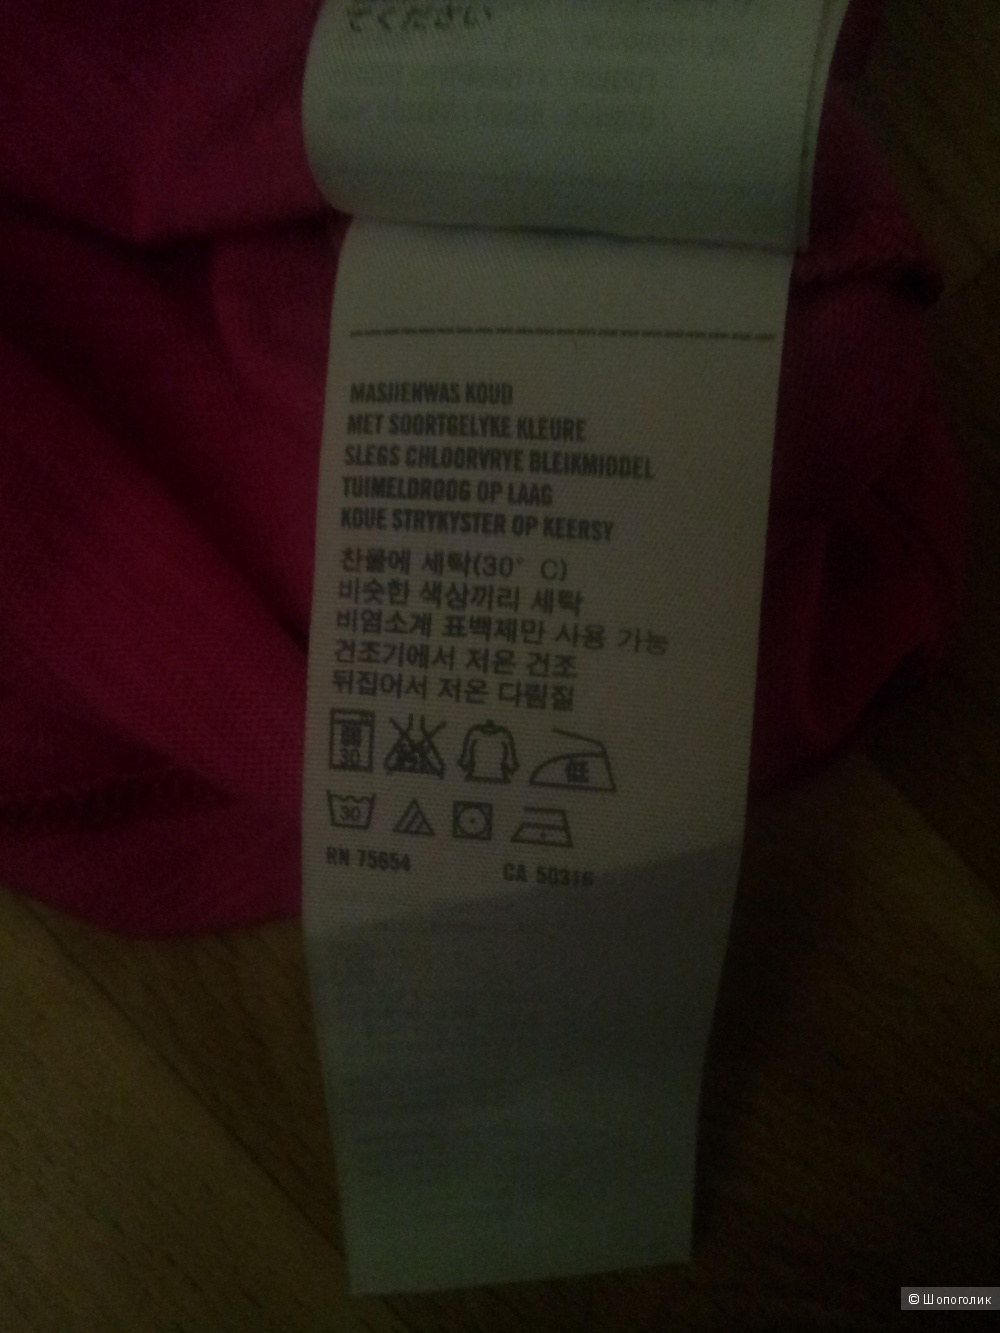 MASJIENWAS KOUD
MET SOORTGELYKE KLEURE
SLEGS CHLOORVRYE BLEIKMIDDEL
TUIMELDROOG OP LAAG
KOUE STRYKYSTER OP KEERSY
찬물에 세탁(30° C)
비슷한 색상끼리 세탁
비염소계 표백제만 사용 가능
건조기에서 저온 건조
뒤집어서 저온 다림질
30 低
30
RN 75654 CA 50316
© Шопоголик